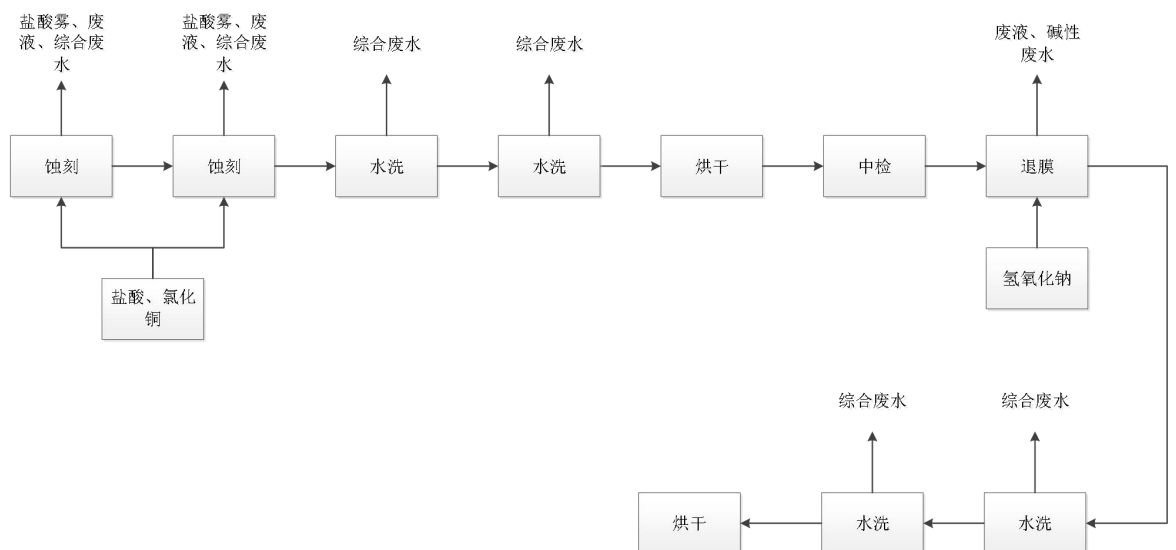 盐酸雾、废
液、综合废
水
盐酸雾、废
液、综合废
水
综合废水
综合废水
废液、碱性
废水
蚀刻
蚀刻
水洗
水洗
烘干
中检
退膜
盐酸、氯化
铜
氢氧化钠
综合废水
综合废水
烘干
水洗
水洗